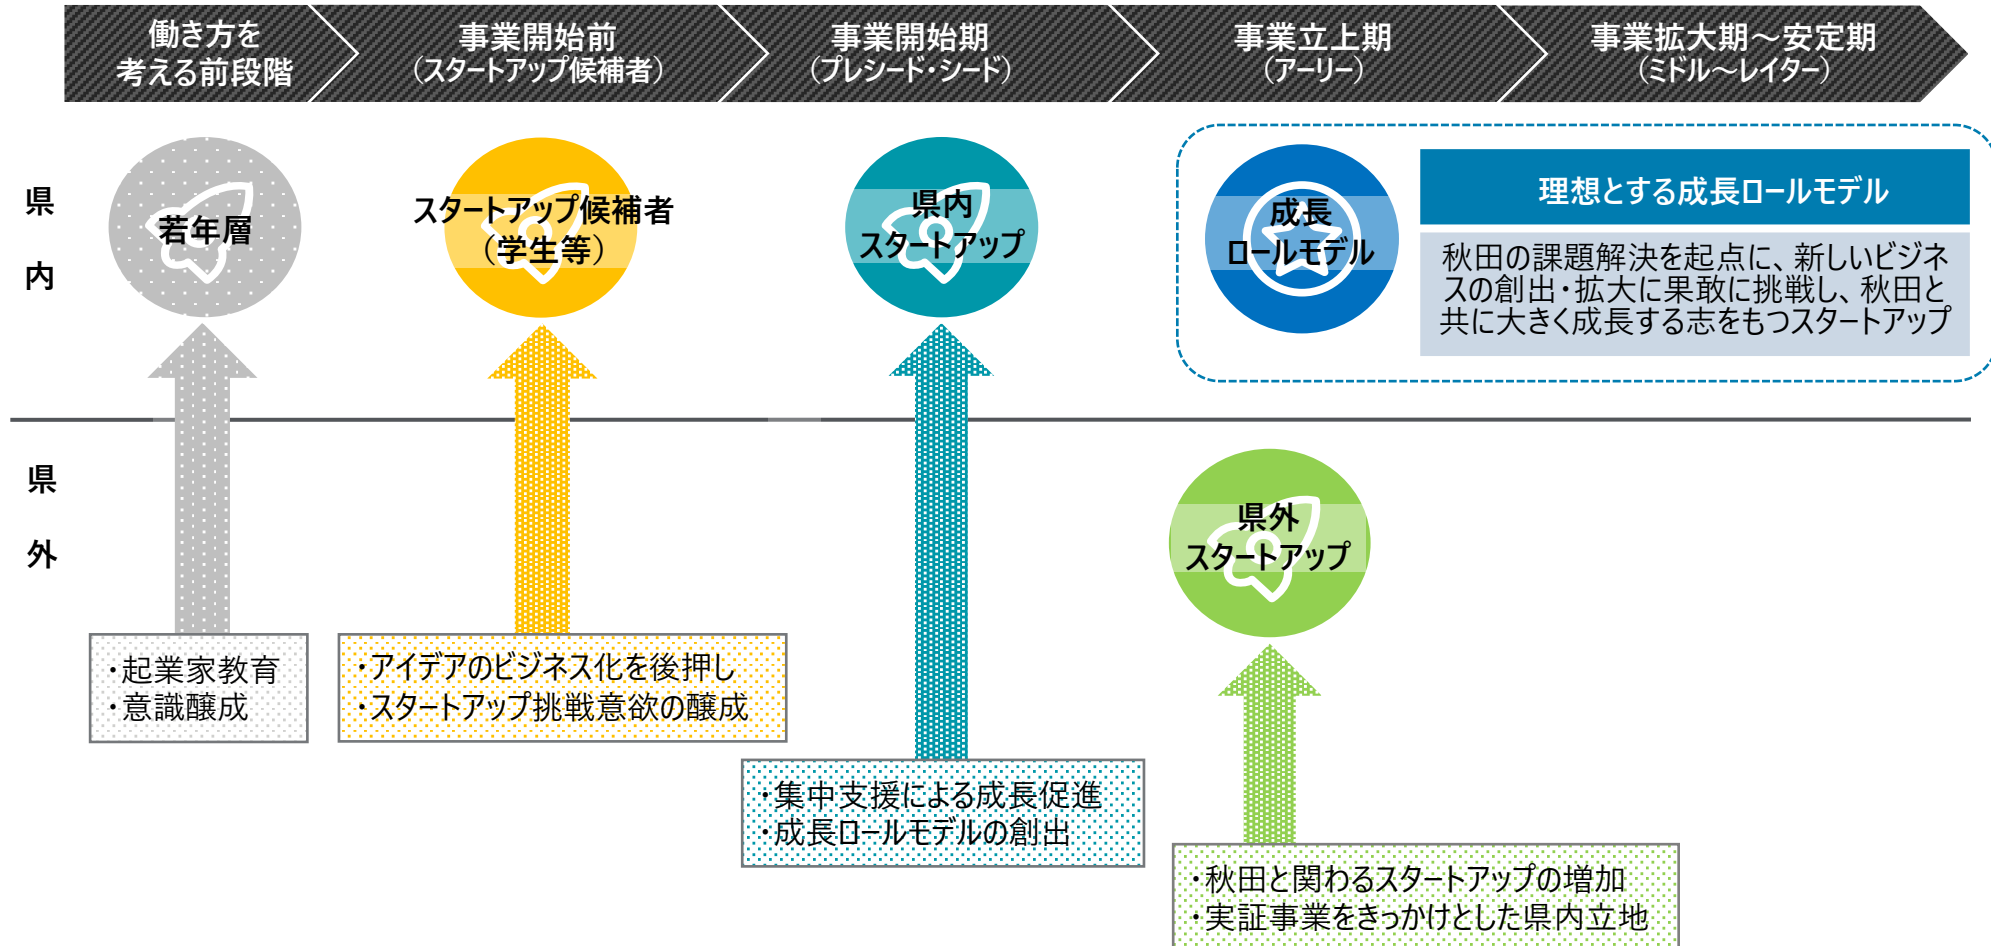 働き方を
考える前段階
事業開始前
（スタートアップ候補者）
事業開始期
（プレシード・シード）
事業立上期
（アーリー）
事業拡大期～安定期
（ミドル～レイター）
県内
若年層
スタートアップ候補者
（学生等）
県内
スタートアップ
成長
ロールモデル
理想とする成長ロールモデル
秋田の課題解決を起点に、新しいビジネ
スの創出・拡大に果敢に挑戦し、秋田と
共に大きく成長する志をもつスタートアップ
県外
県外
スタートアップ
・起業家教育
・意識醸成
・アイデアのビジネス化を後押し
・スタートアップ挑戦意欲の醸成
・集中支援による成長促進
・成長ロールモデルの創出
・秋田と関わるスタートアップの増加
・実証事業をきっかけとした県内立地